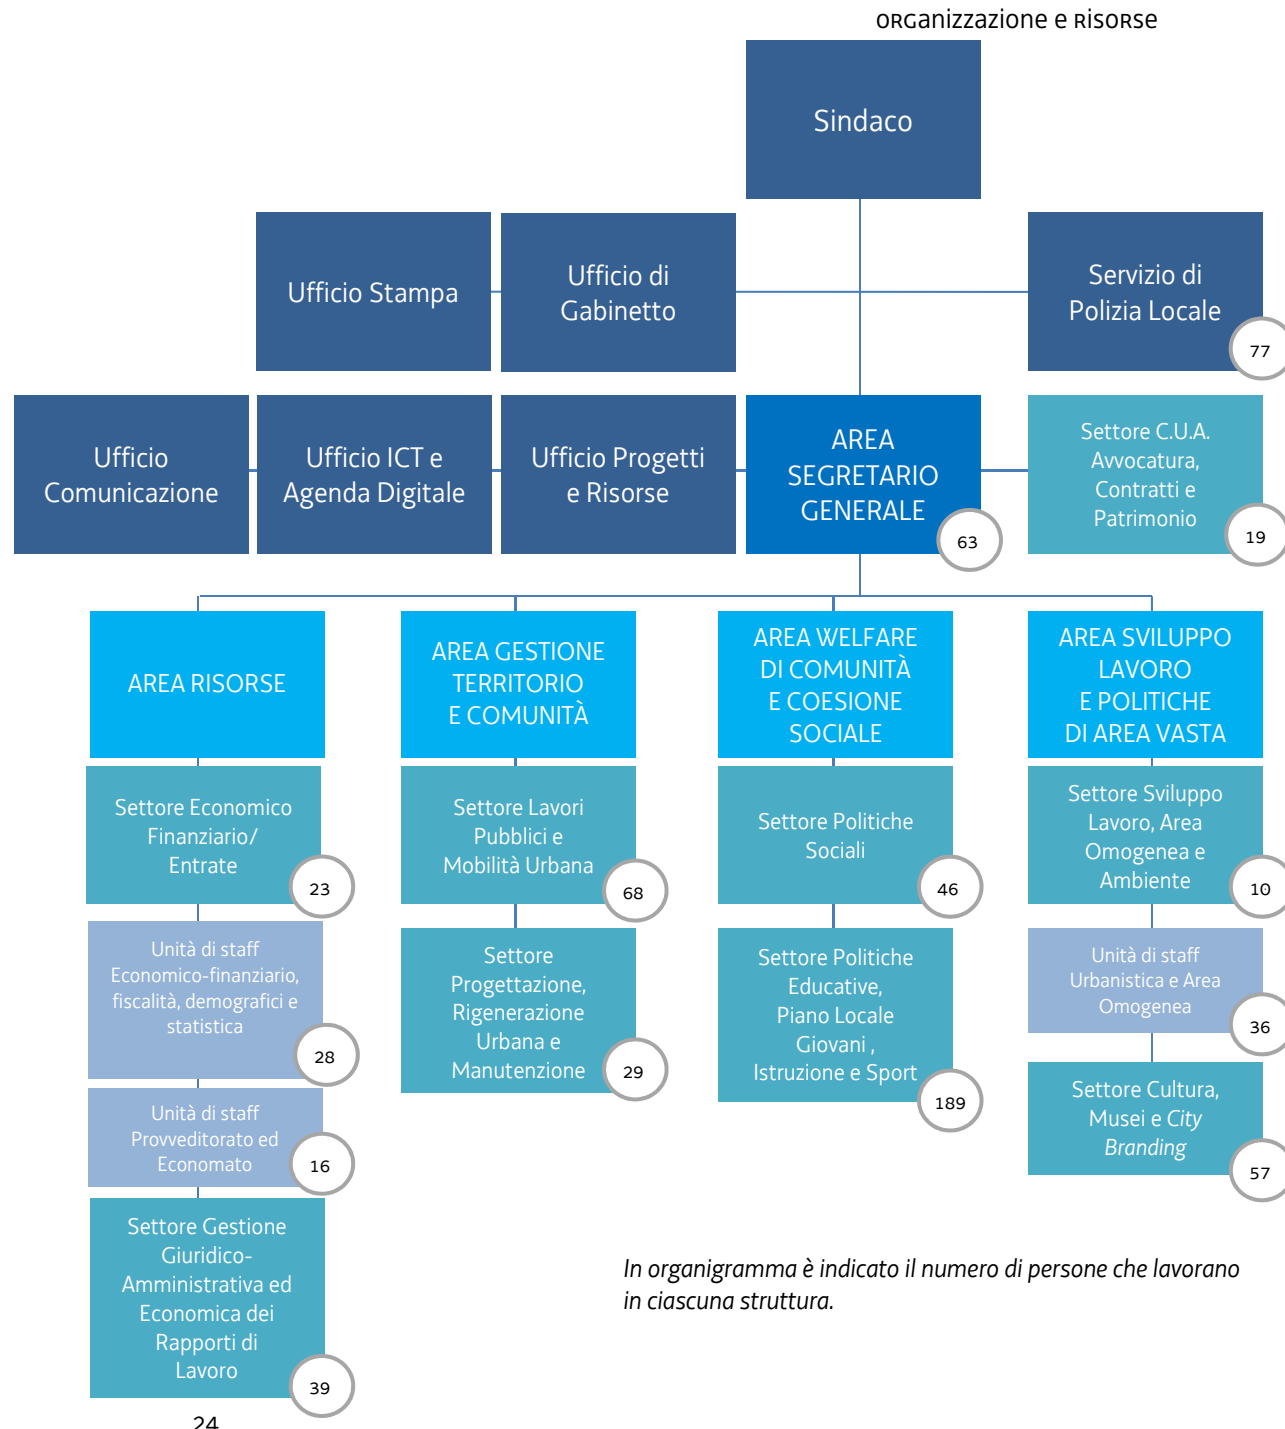 organizzazione e risorse
Sindaco
Ufficio Stampa
Ufficio di
Gabinetto
Servizio di
Polizia Locale
77
Ufficio
Comunicazione
Ufficio ICT e
Agenda Digitale
Ufficio Progetti
e Risorse
AREA
SEGRETARIO
GENERALE
63
Settore C.U.A.
Avvocatura,
Contratti e
Patrimonio
19
AREA RISORSE
AREA GESTIONE
TERRITORIO
E COMUNITÀ
AREA WELFARE
DI COMUNITÀ
E COESIONE
SOCIALE
AREA SVILUPPO
LAVORO
E POLITICHE
DI AREA VASTA
Settore Economico
Finanziario/
Entrate
23
Settore Lavori
Pubblici e
Mobilità Urbana
68
Settore Politiche
Sociali
46
Settore Sviluppo
Lavoro, Area
Omogenea e
Ambiente
10
Unità di staff
Economico-finanziario,
fiscalità, demografici e
statistica
28
Settore
Progettazione,
Rigenerazione
Urbana e
Manutenzione
29
Settore Politiche
Educative,
Piano Locale
Giovani ,
Istruzione e Sport
189
Unità di staff
Urbanistica e Area
Omogenea
36
Unità di staff
Provveditorato ed
Economato
16
Settore Cultura,
Musei e City
Branding
57
Settore Gestione
Giuridico-
Amministrativa ed
Economica dei
Rapporti di
Lavoro
39
In organigramma è indicato il numero di persone che lavorano
in ciascuna struttura.
24